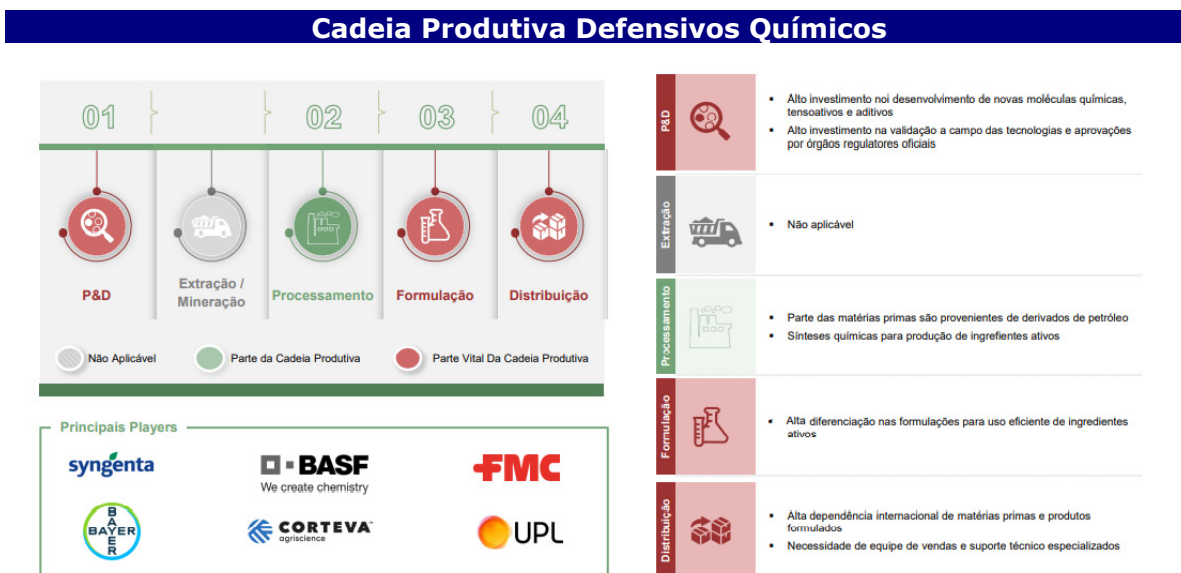 Cadeia Produtiva Defensivos Químicos
01
02
03
04
P&D
Extração /
Mineração
Processamento
Formulação
Distribuição
Não Aplicável
Parte da Cadeia Produtiva
Parte Vital Da Cadeia Produtiva
Principais Players
syngenta
BASF
We create chemistry
FMC
BAYER
BAYER
CORTEVA
agriscience
UPL
P&D
▪ Alto investimento noi desenvolvimento de novas moléculas químicas,
tensoativos e aditivos
▪ Alto investimento na validação a campo das tecnologias e aprovações
por órgãos regulatores oficiais
Extração
▪ Não aplicável
Processamento
▪ Parte das matérias primas são provenientes de derivados de petróleo
▪ Sínteses químicas para produção de ingrefientes ativos
Formulação
▪ Alta diferenciação nas formulações para uso eficiente de ingredientes
ativos
Distribuição
▪ Alta dependência internacional de matérias primas e produtos
formulados
▪ Necessidade de equipe de vendas e suporte técnico especializados